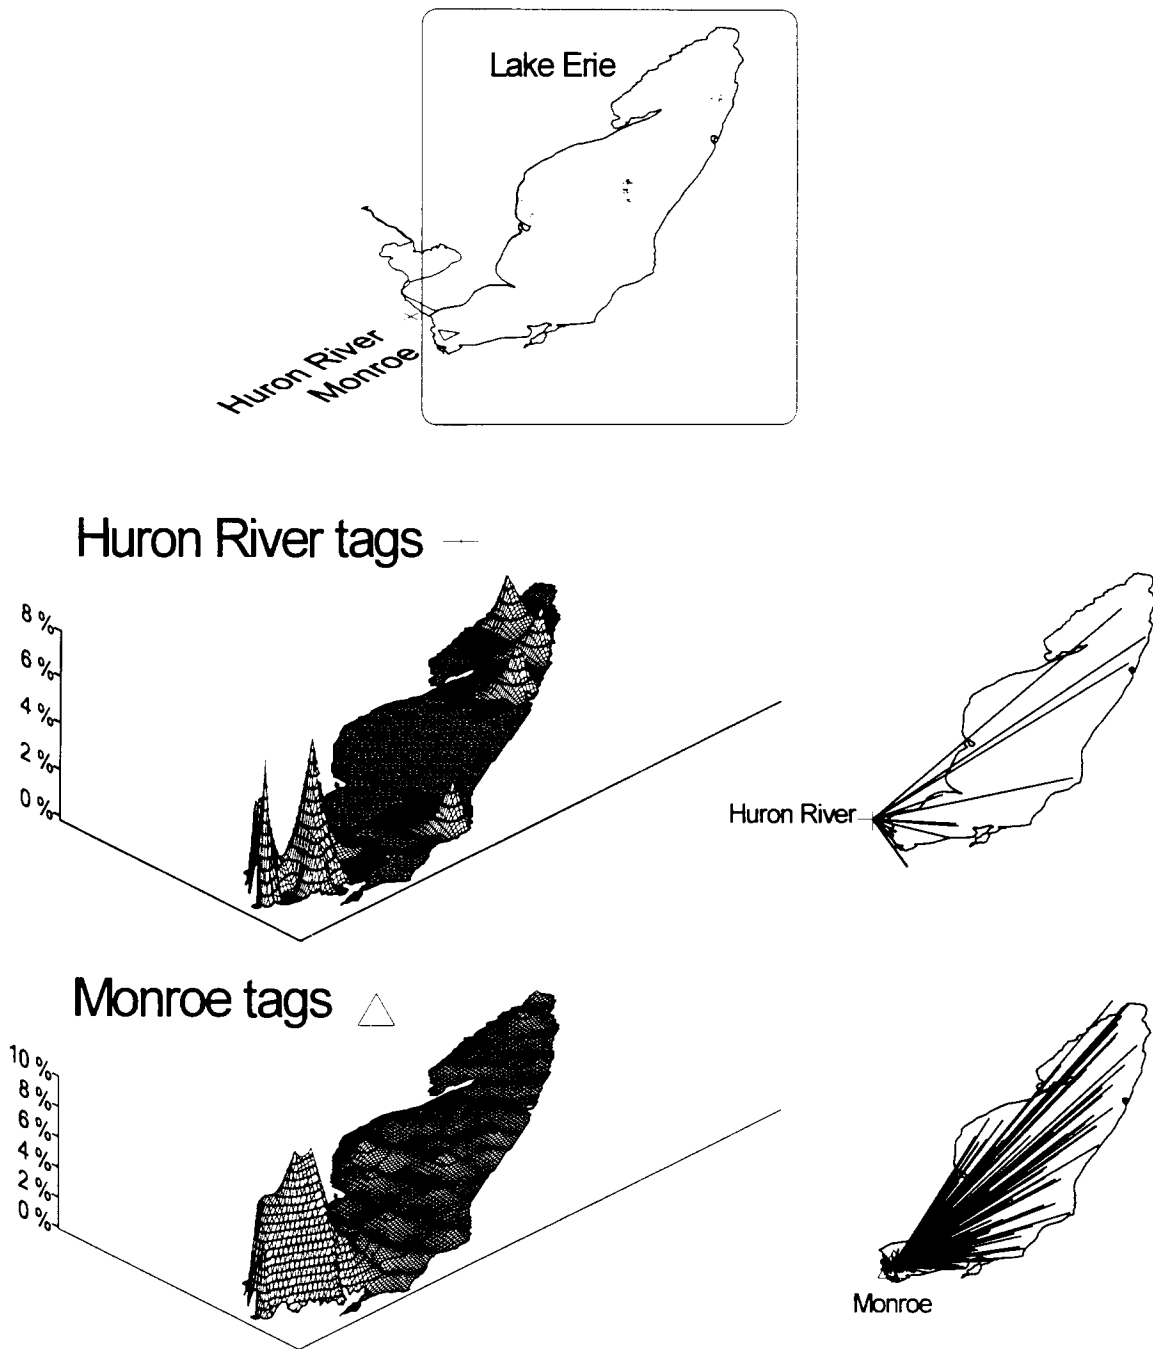 Lake Erie
Huron River
Monroe
Huron River tags
8 %
6 %
4 %
2 %
0 %
Huron River
Monroe tags
10 %
8 %
6 %
4 %
2 %
0 %
Monroe